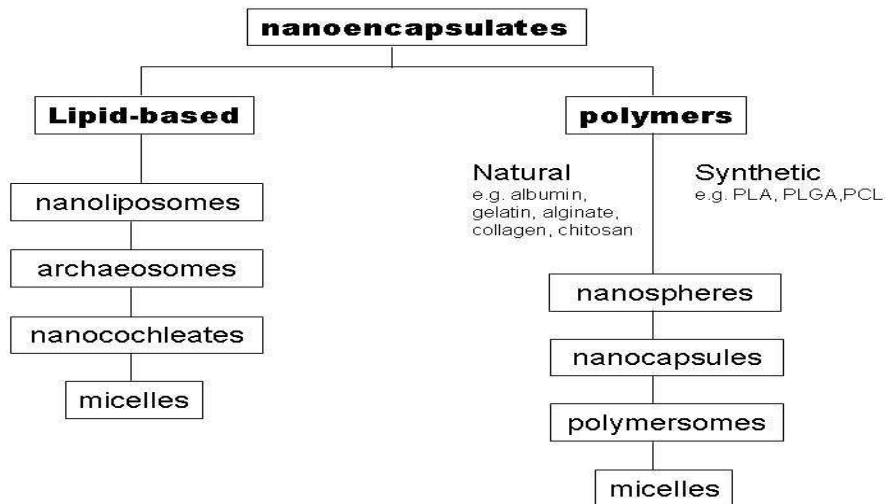 nanoencapsulates
Lipid-based
nanoliposomes
archaeosomes
nanocochleates
micelles
polymers
Natural
e.g. albumin,
gelatin, alginate,
collagen, chitosan
Synthetic
e.g. PLA, PLGA,PCL
nanospheres
nanocapsules
polymersomes
micelles